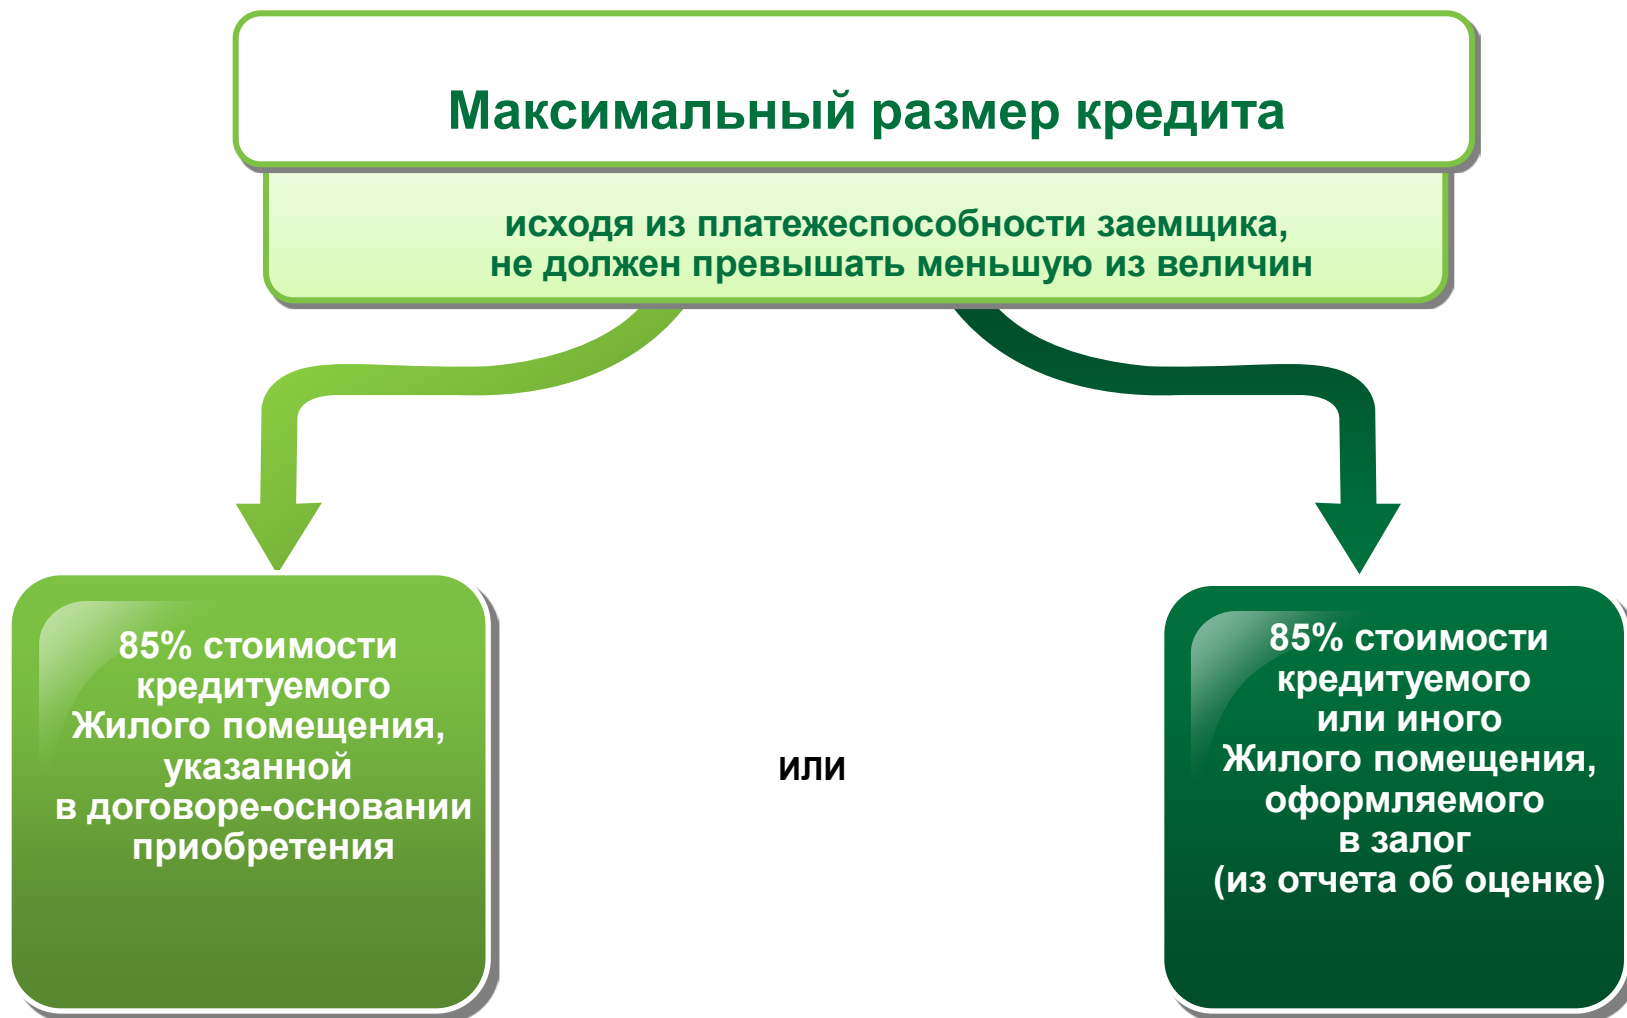 Максимальный размер кредита
исходя из платежеспособности заемщика,
не должен превышать меньшую из величин
85% стоимости
кредитуемого
Жилого помещения,
указанной
в договоре-основании
приобретения
или
85% стоимости
кредитуемого
или иного
Жилого помещения,
оформляемого
в залог
(из отчета об оценке)